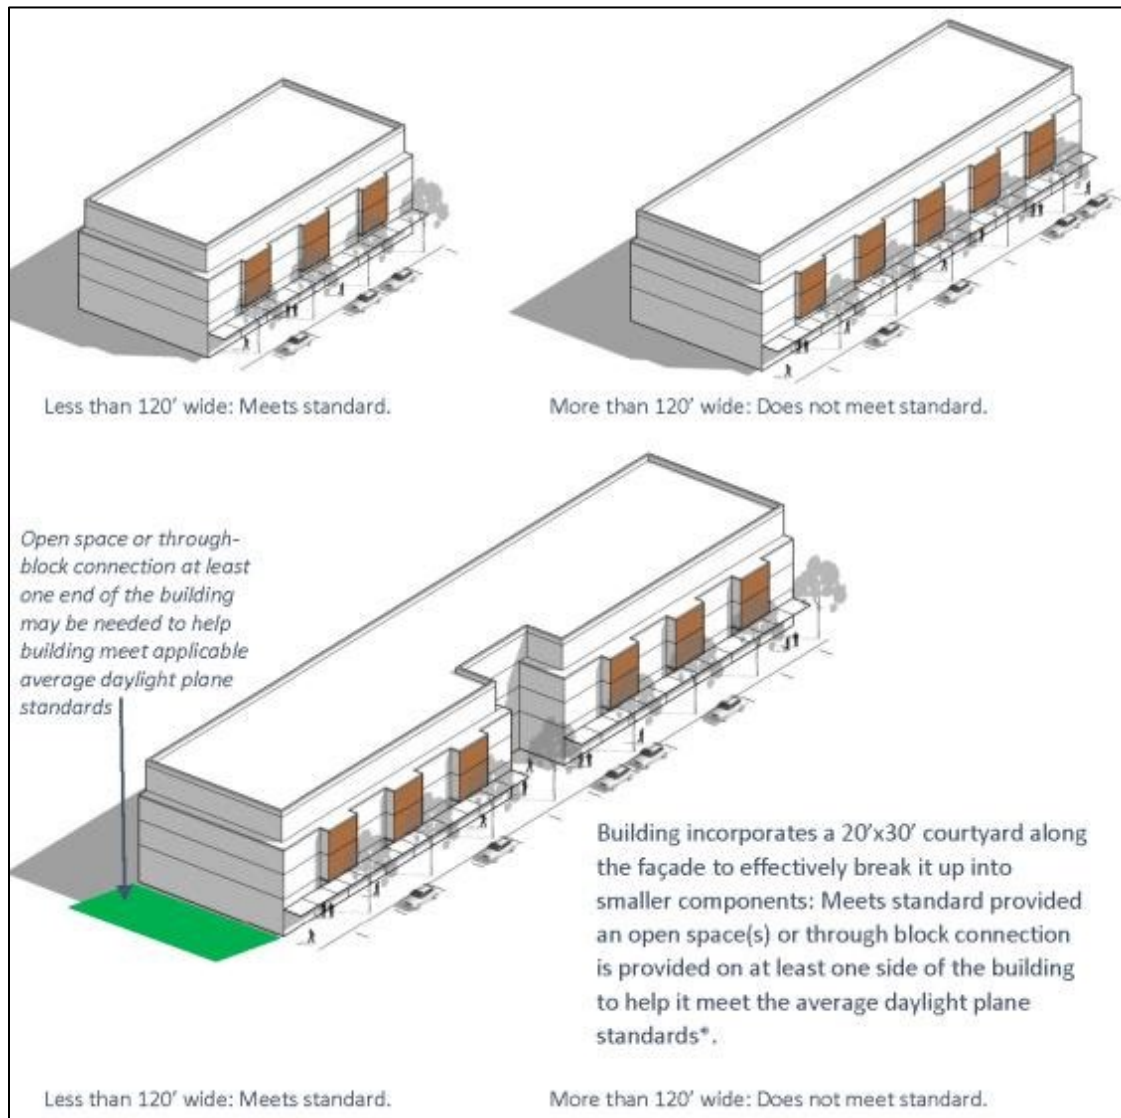 Less than 120’ wide: Meets standard.
More than 120’ wide: Does not meet standard.
Open space or through-
block connection at least
one end of the building
may be needed to help
building meet applicable
average daylight plane
standards
Building incorporates a 20’x30’ courtyard along
the façade to effectively break it up into
smaller components: Meets standard provided
an open space(s) or through block connection
is provided on at least one side of the building
to help it meet the average daylight plane
standards*.
Less than 120’ wide: Meets standard.
More than 120’ wide: Does not meet standard.